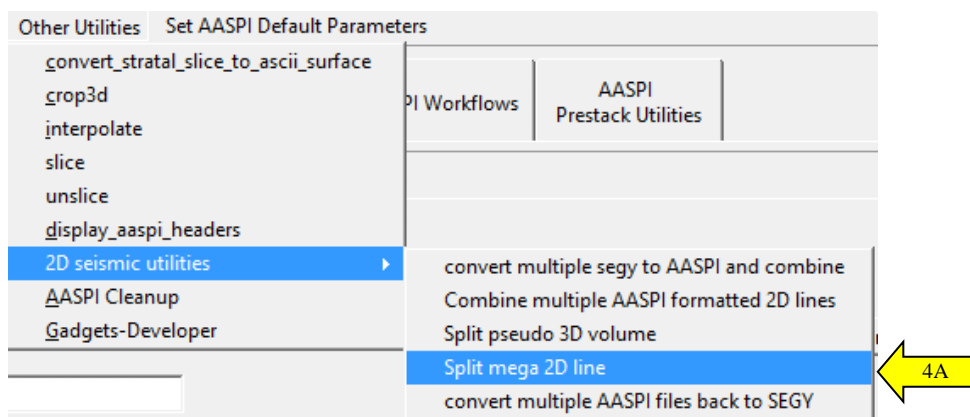 Other Utilities Set AASPI Default Parameters
convert_stratal_slice_to_ascii_surface
crop3d
interpolate
slice
unslice
display_aaspi_headers
2D seismic utilities
AASPI Cleanup
Gadgets-Developer
PI Workflows
AASPI
Prestack Utilities
convert multiple segy to AASPI and combine
Combine multiple AASPI formatted 2D lines
Split pseudo 3D volume
Split mega 2D line
convert multiple AASPI files back to SEGY
4A